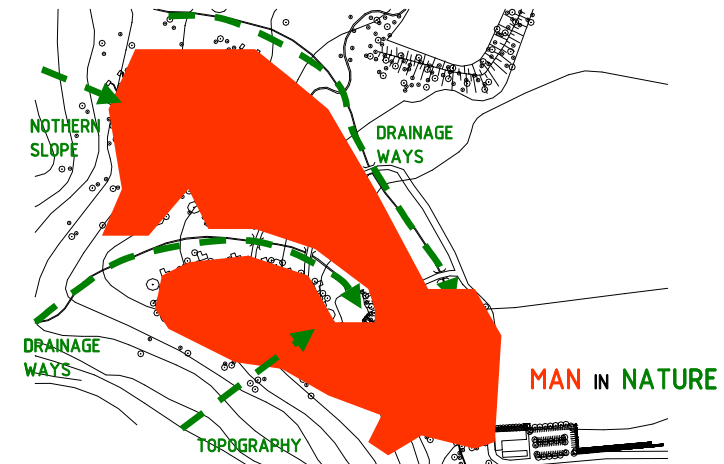 NOTHERN
SLOPE
DRAINAGE
WAYS
DRAINAGE
WAYS
MAN IN NATURE
TOPOGRAPHY